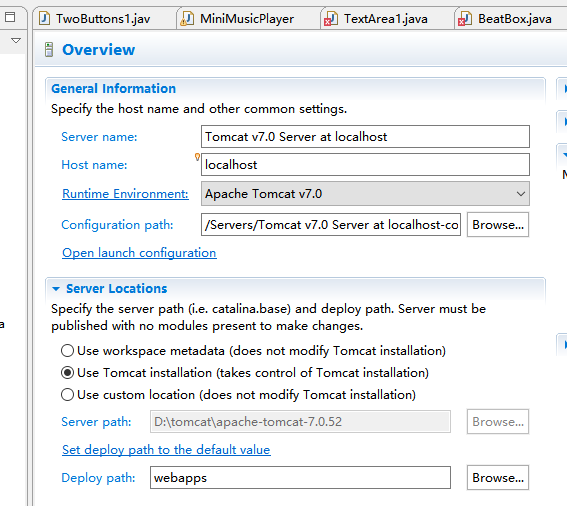 TwoButtons1.jav MiniMusicPlayer TextArea1.java BeatBox.java
Overview
General Information
Specify the host name and other common settings.
Server name: Tomcat v7.0 Server at localhost
Host name: localhost
Runtime Environment: Apache Tomcat v7.0
Configuration path: /Servers/Tomcat v7.0 Server at localhost-co Browse...
Open launch configuration
Server Locations
Specify the server path (i.e. catalina.base) and deploy path. Server must be
published with no modules present to make changes.
Use workspace metadata (does not modify Tomcat installation)
Use Tomcat installation (takes control of Tomcat installation)
Use custom location (does not modify Tomcat installation)
Server path: D:\tomcat\apache-tomcat-7.0.52 Browse...
Set deploy path to the default value
Deploy path: webapps Browse...